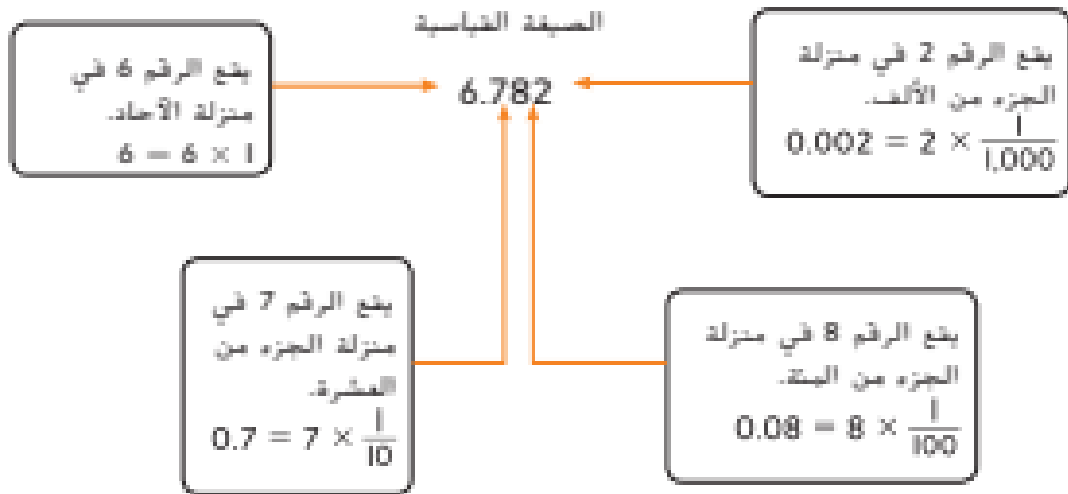 الصيغة القياسية
6.782
يقع الرقم 6 في
منزلة الآحاد.
6 = 6 × 1
يقع الرقم 2 في منزلة
الجزء من الألف.
0.002 = 2 × 1/1,000
يقع الرقم 7 في
منزلة الجزء من
العشرة.
0.7 = 7 × 1/10
يقع الرقم 8 في منزلة
الجزء من المئة.
0.08 = 8 × 1/100